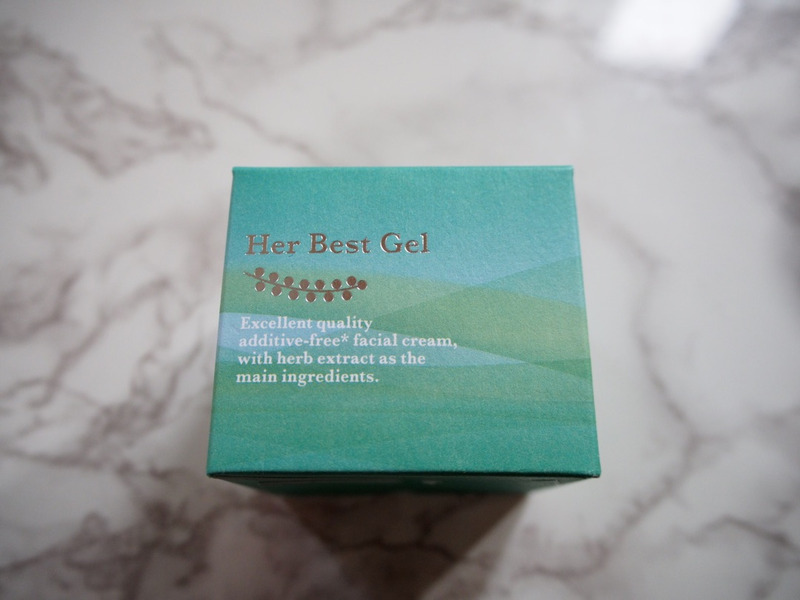 Her Best Gel
Excellent quality
additive-free* facial cream,
with herb extract as the
main ingredients.